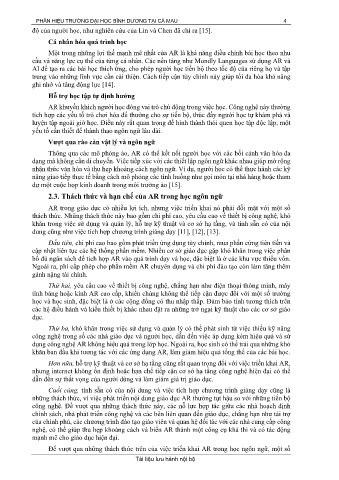 PHÂN HIỆU TRƯỜNG ĐẠI HỌC BÌNH DƯƠNG TẠI CÀ MAU 4
độ của người học, như nghiên cứu của Lin và Chen đã chỉ ra [15].
Cá nhân hóa quá trình học
Một trong những lợi thế mạnh mẽ nhất của AR là khả năng điều chỉnh bài học theo nhu
cầu và năng lực cụ thể của từng cá nhân. Các nền tảng như Mondly Languages sử dụng AR và
AI để tạo ra các bài học thích ứng, cho phép người học tiến bộ theo tốc độ của riêng họ và tập
trung vào những lĩnh vực cần cải thiện. Cách tiếp cận tùy chỉnh này giúp tối đa hóa khả năng
ghi nhớ và tăng động lực [14].
Hỗ trợ học tập tự định hướng
AR khuyến khích người học đóng vai trò chủ động trong việc học. Công nghệ này thường
tích hợp các yếu tố trò chơi hóa để thưởng cho sự tiến bộ, thúc đẩy người học tự khám phá và
luyện tập ngoài giờ học. Điều này rất quan trọng để hình thành thói quen học tập độc lập, một
yếu tố cần thiết để thành thạo ngôn ngữ lâu dài.
Vượt qua rào cản vật lý và ngôn ngữ
Thông qua các mô phỏng ảo, AR có thể kết nối người học với các bối cảnh văn hóa đa
dạng mà không cần di chuyển. Việc tiếp xúc với các thiết lập ngôn ngữ khác nhau giúp mở rộng
nhận thức văn hóa và thu hẹp khoảng cách ngôn ngữ. Ví dụ, người học có thể thực hành các kỹ
năng giao tiếp thực tế bằng cách mô phỏng các tình huống như gọi món tại nhà hàng hoặc tham
dự một cuộc họp kinh doanh trong môi trường ảo [15].
2.3. Thách thức và hạn chế của AR trong học ngôn ngữ
AR trong giáo dục có nhiều lợi ích, nhưng việc triển khai nó phải đối mặt với một số
thách thức. Những thách thức này bao gồm chi phí cao, yêu cầu cao về thiết bị công nghệ, khó
khăn trong việc sử dụng và quản lý, hỗ trợ kỹ thuật và cơ sở hạ tầng, và tính sẵn có của nội
dung cũng như việc tích hợp chương trình giảng dạy [11], [12], [13].
Đầu tiên, chi phí cao bao gồm phát triển ứng dụng tùy chỉnh, mua phần cứng tiên tiến và
cập nhật liên tục các hệ thống phần mềm. Nhiều cơ sở giáo dục gặp khó khăn trong việc phân
bổ đủ ngân sách để tích hợp AR vào quá trình dạy và học, đặc biệt là ở các khu vực thiếu vốn.
Ngoài ra, phí cấp phép cho phần mềm AR chuyên dụng và chi phí đào tạo còn làm tăng thêm
gánh nặng tài chính.
Thứ hai, yêu cầu cao về thiết bị công nghệ, chẳng hạn như điện thoại thông minh, máy
tính bảng hoặc kính AR cao cấp, khiến chúng không thể tiếp cận được đối với một số trường
học và học sinh, đặc biệt là ở các cộng đồng có thu nhập thấp. Đảm bảo tính tương thích trên
các hệ điều hành và kiểu thiết bị khác nhau đặt ra những trở ngại kỹ thuật cho các cơ sở giáo
dục.
Thứ ba, khó khăn trong việc sử dụng và quản lý có thể phát sinh từ việc thiếu kỹ năng
công nghệ trong số các nhà giáo dục và người học, dẫn đến việc áp dụng kém hiệu quả và sử
dụng công nghệ AR không hiệu quả trong lớp học. Ngoài ra, học sinh có thể trải qua những khó
khăn ban đầu khi tương tác với các ứng dụng AR, làm giảm hiệu quả tổng thể của các bài học.
Hơn nữa, hỗ trợ kỹ thuật và cơ sở hạ tầng rất quan trọng đối với việc triển khai AR,
nhưng internet không ổn định hoặc hạn chế tiếp cận cơ sở hạ tầng công nghệ hiện đại có thể
dẫn đến sự thất vọng của người dùng và làm giảm giá trị giáo dục.
Cuối cùng, tính sẵn có của nội dung và việc tích hợp chương trình giảng dạy cũng là
những thách thức, vì việc phát triển nội dung giáo dục AR thường tụt hậu so với những tiến bộ
công nghệ. Để vượt qua những thách thức này, các nỗ lực hợp tác giữa các nhà hoạch định
chính sách, nhà phát triển công nghệ và các bên liên quan đến giáo dục, chẳng hạn như tài trợ
của chính phủ, các chương trình đào tạo giáo viên và quan hệ đối tác với các nhà cung cấp công
nghệ, có thể giúp thu hẹp khoảng cách và biến AR thành một công cụ khả thi và có tác động
mạnh mẽ cho giáo dục hiện đại.
Để vượt qua những thách thức trên của việc triển khai AR trong học ngôn ngữ, một số
Tài liệu lưu hành nội bộ